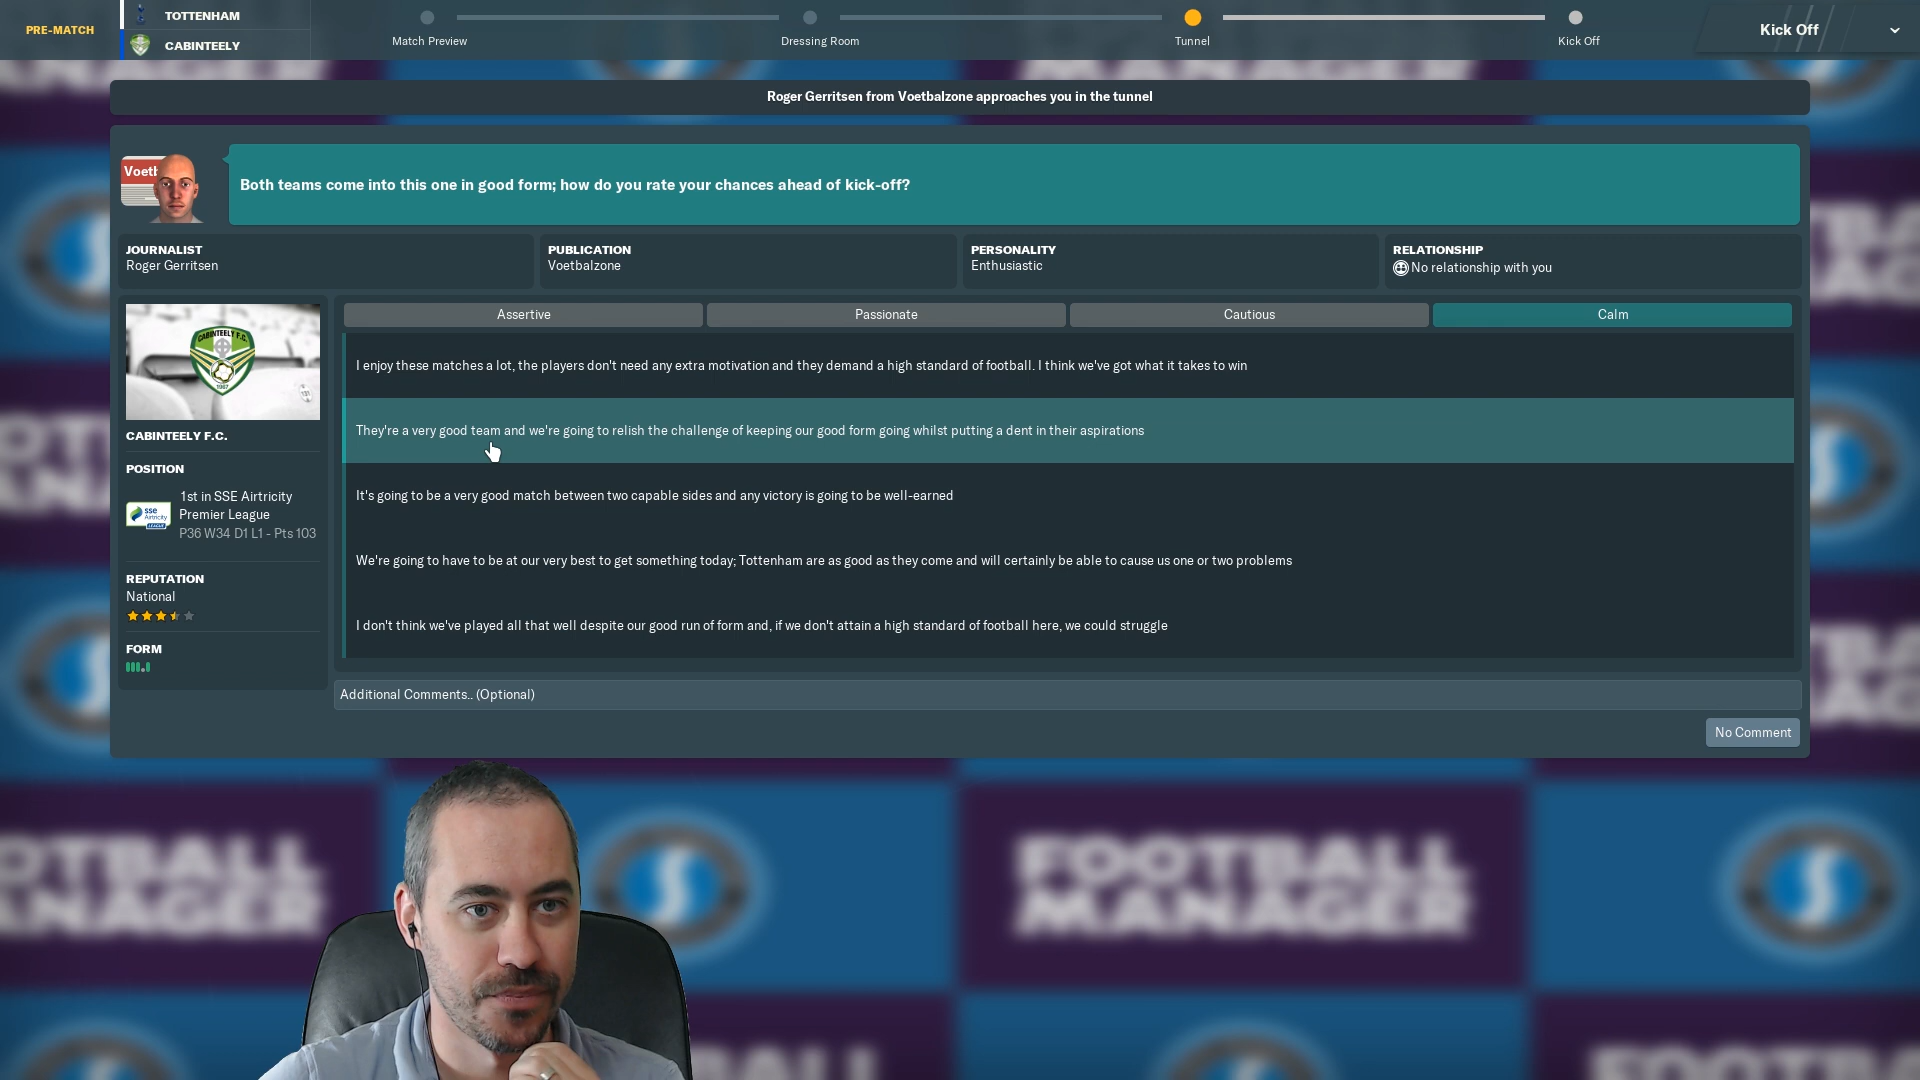 PRE-MATCH
TOTTENHAM
CABINTEELY
Match Preview
Dressing Room
Tunnel
Kick Off
Kick Off
Roger Gerritsen from Voetbalzone approaches you in the tunnel
Voetb
Both teams come into this one in good form; how do you rate your chances ahead of kick-off?
JOURNALIST
Roger Gerritsen
PUBLICATION
Voetbalzone
PERSONALITY
Enthusiastic
RELATIONSHIP
No relationship with you
CABINTEELY F.C.
1967
CABINTEELY F.C.
POSITION
sse
Airtricity
LEAGUE
1st in SSE Airtricity
Premier League
P36 W34 D1 L1 - Pts 103
REPUTATION
National
FORM
Assertive
Passionate
Cautious
Calm
I enjoy these matches a lot, the players don't need any extra motivation and they demand a high standard of football. I think we've got what it takes to win
They're a very good team and we're going to relish the challenge of keeping our good form going whilst putting a dent in their aspirations
It's going to be a very good match between two capable sides and any victory is going to be well-earned
We're going to have to be at our very best to get something today; Tottenham are as good as they come and will certainly be able to cause us one or two problems
I don't think we've played all that well despite our good run of form and, if we don't attain a high standard of football here, we could struggle
Additional Comments.. (Optional)
No Comment
FOOTBALL
MANAGER